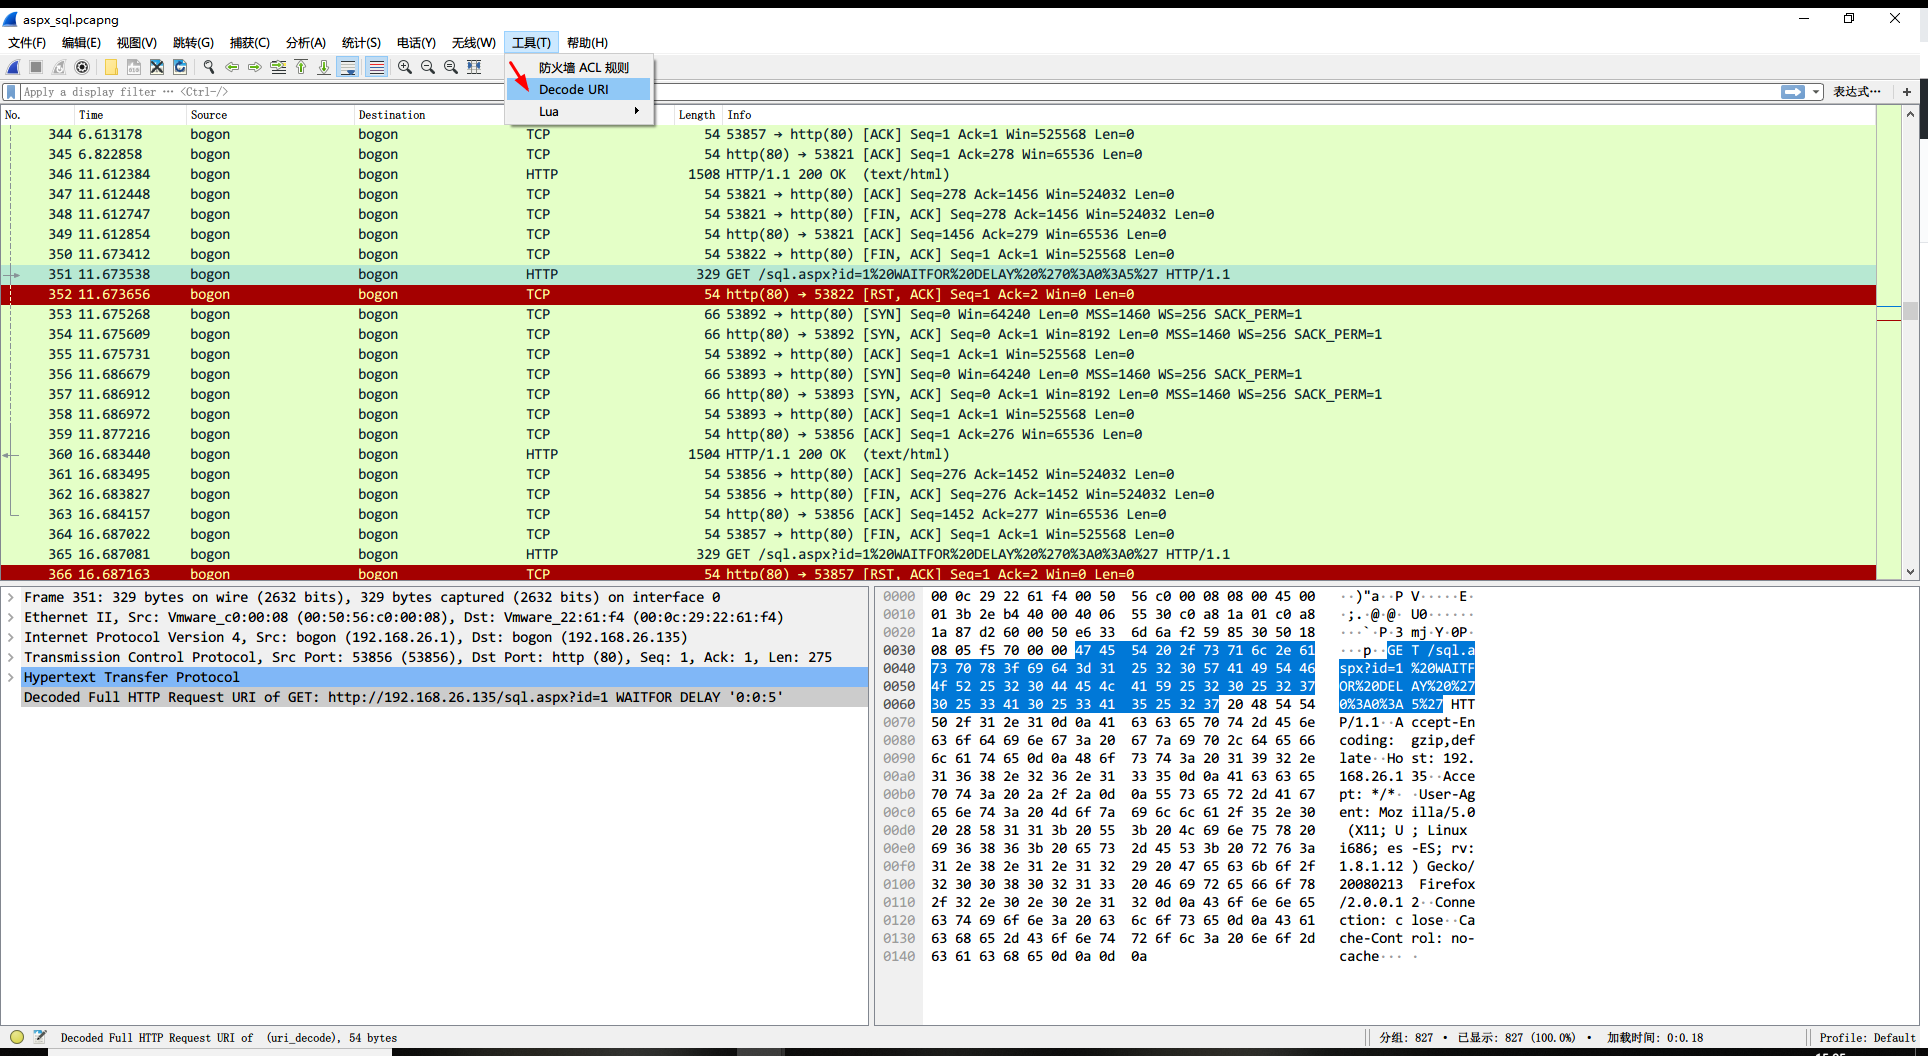 aspx_sql.pcapng
文件(F) 编辑(E) 视图(V) 跳转(G) 捕获(C) 分析(A) 统计(S) 电话(Y) 无线(W) 工具(T) 帮助(H)
防火墙 ACL 规则
Decode URI
Lua
Apply a display filter ⋯ <Ctrl-/>
表达式⋯ +
No. Time Source Destination Length Info
344 6.613178 bogon bogon TCP 54 53857 → http(80) [ACK] Seq=1 Ack=1 Win=525568 Len=0
345 6.822858 bogon bogon TCP 54 http(80) → 53821 [ACK] Seq=1 Ack=278 Win=65536 Len=0
346 11.612384 bogon bogon HTTP 1508 HTTP/1.1 200 OK (text/html)
347 11.612448 bogon bogon TCP 54 53821 → http(80) [ACK] Seq=278 Ack=1456 Win=524032 Len=0
348 11.612747 bogon bogon TCP 54 53821 → http(80) [FIN, ACK] Seq=278 Ack=1456 Win=524032 Len=0
349 11.612854 bogon bogon TCP 54 http(80) → 53821 [ACK] Seq=1456 Ack=279 Win=65536 Len=0
350 11.673412 bogon bogon TCP 54 53822 → http(80) [FIN, ACK] Seq=1 Ack=1 Win=525568 Len=0
351 11.673538 bogon bogon HTTP 329 GET /sql.aspx?id=1%20WAITFOR%20DELAY%20%270%3A0%3A5%27 HTTP/1.1
352 11.673656 bogon bogon TCP 54 http(80) → 53822 [RST, ACK] Seq=1 Ack=2 Win=0 Len=0
353 11.675268 bogon bogon TCP 66 53892 → http(80) [SYN] Seq=0 Win=64240 Len=0 MSS=1460 WS=256 SACK_PERM=1
354 11.675609 bogon bogon TCP 66 http(80) → 53892 [SYN, ACK] Seq=0 Ack=1 Win=8192 Len=0 MSS=1460 WS=256 SACK_PERM=1
355 11.675731 bogon bogon TCP 54 53892 → http(80) [ACK] Seq=1 Ack=1 Win=525568 Len=0
356 11.686679 bogon bogon TCP 66 53893 → http(80) [SYN] Seq=0 Win=64240 Len=0 MSS=1460 WS=256 SACK_PERM=1
357 11.686912 bogon bogon TCP 66 http(80) → 53893 [SYN, ACK] Seq=0 Ack=1 Win=8192 Len=0 MSS=1460 WS=256 SACK_PERM=1
358 11.686972 bogon bogon TCP 54 53893 → http(80) [ACK] Seq=1 Ack=1 Win=525568 Len=0
359 11.877216 bogon bogon TCP 54 http(80) → 53856 [ACK] Seq=1 Ack=276 Win=65536 Len=0
360 16.683440 bogon bogon HTTP 1504 HTTP/1.1 200 OK (text/html)
361 16.683495 bogon bogon TCP 54 53856 → http(80) [ACK] Seq=276 Ack=1452 Win=524032 Len=0
362 16.683827 bogon bogon TCP 54 53856 → http(80) [FIN, ACK] Seq=276 Ack=1452 Win=524032 Len=0
363 16.684157 bogon bogon TCP 54 http(80) → 53856 [ACK] Seq=1452 Ack=277 Win=65536 Len=0
364 16.687022 bogon bogon TCP 54 53857 → http(80) [FIN, ACK] Seq=1 Ack=1 Win=525568 Len=0
365 16.687081 bogon bogon HTTP 329 GET /sql.aspx?id=1%20WAITFOR%20DELAY%20%270%3A0%3A0%27 HTTP/1.1
366 16.687163 bogon bogon TCP 54 http(80) → 53857 [RST, ACK] Seq=1 Ack=2 Win=0 Len=0
Frame 351: 329 bytes on wire (2632 bits), 329 bytes captured (2632 bits) on interface 0
Ethernet II, Src: Vmware_c0:00:08 (00:50:56:c0:00:08), Dst: Vmware_22:61:f4 (00:0c:29:22:61:f4)
Internet Protocol Version 4, Src: bogon (192.168.26.1), Dst: bogon (192.168.26.135)
Transmission Control Protocol, Src Port: 53856 (53856), Dst Port: http (80), Seq: 1, Ack: 1, Len: 275
Hypertext Transfer Protocol
Decoded Full HTTP Request URI of GET: http://192.168.26.135/sql.aspx?id=1 WAITFOR DELAY '0:0:5'
0000 00 0c 29 22 61 f4 00 50 56 c0 00 08 08 00 45 00 ··)"a··P V·····E·
0010 01 3b 2e b4 40 00 40 06 55 30 c0 a8 1a 01 c0 a8 ·;.·@·@· U0······
0020 1a 87 d2 60 00 50 e6 33 6d 6a f2 59 85 30 50 18 ···`·P·3 mj·Y·0P·
0030 08 05 f5 70 00 00 47 45 54 20 2f 73 71 6c 2e 61 ···p··GE T /sql.a
0040 73 70 78 3f 69 64 3d 31 25 32 30 57 41 49 54 46 spx?id=1 %20WAITF
0050 4f 52 25 32 30 44 45 4c 41 59 25 32 30 25 32 37 OR%20DEL AY%20%27
0060 30 25 33 41 30 25 33 41 35 25 32 37 20 48 54 54 0%3A0%3A 5%27 HTT
0070 50 2f 31 2e 31 0d 0a 41 63 63 65 70 74 2d 45 6e P/1.1··A ccept-En
0080 63 6f 64 69 6e 67 3a 20 67 7a 69 70 2c 64 65 66 coding: gzip,def
0090 6c 61 74 65 0d 0a 48 6f 73 74 3a 20 31 39 32 2e late··Ho st: 192.
00a0 31 36 38 2e 32 36 2e 31 33 35 0d 0a 41 63 63 65 168.26.1 35··Acce
00b0 70 74 3a 20 2a 2f 2a 0d 0a 55 73 65 72 2d 41 67 pt: */*· ·User-Ag
00c0 65 6e 74 3a 20 4d 6f 7a 69 6c 6c 61 2f 35 2e 30 ent: Moz illa/5.0
00d0 20 28 58 31 31 3b 20 55 3b 20 4c 69 6e 75 78 20 (X11; U ; Linux
00e0 69 36 38 36 3b 20 65 73 2d 45 53 3b 20 72 76 3a i686; es -ES; rv:
00f0 31 2e 38 2e 31 2e 31 32 29 20 47 65 63 6b 6f 2f 1.8.1.12 ) Gecko/
0100 32 30 30 38 30 32 31 33 20 46 69 72 65 66 6f 78 20080213 Firefox
0110 2f 32 2e 30 2e 30 2e 31 32 0d 0a 43 6f 6e 6e 65 /2.0.0.1 2··Conne
0120 63 74 69 6f 6e 3a 20 63 6c 6f 73 65 0d 0a 43 61 ction: c lose··Ca
0130 63 68 65 2d 43 6f 6e 74 72 6f 6c 3a 20 6e 6f 2d che-Cont rol: no-
0140 63 61 63 68 65 0d 0a 0d 0a cache··· ·
Decoded Full HTTP Request URI of (uri_decode), 54 bytes
分组: 827 · 已显示: 827 (100.0%) · 加载时间: 0:0.18
Profile: Default